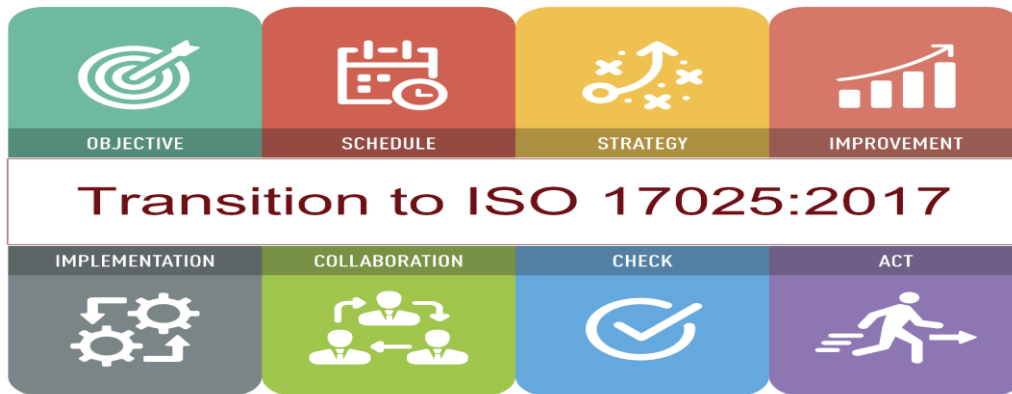 OBJECTIVE SCHEDULE STRATEGY IMPROVEMENT
Transition to ISO 17025:2017
IMPLEMENTATION COLLABORATION CHECK ACT